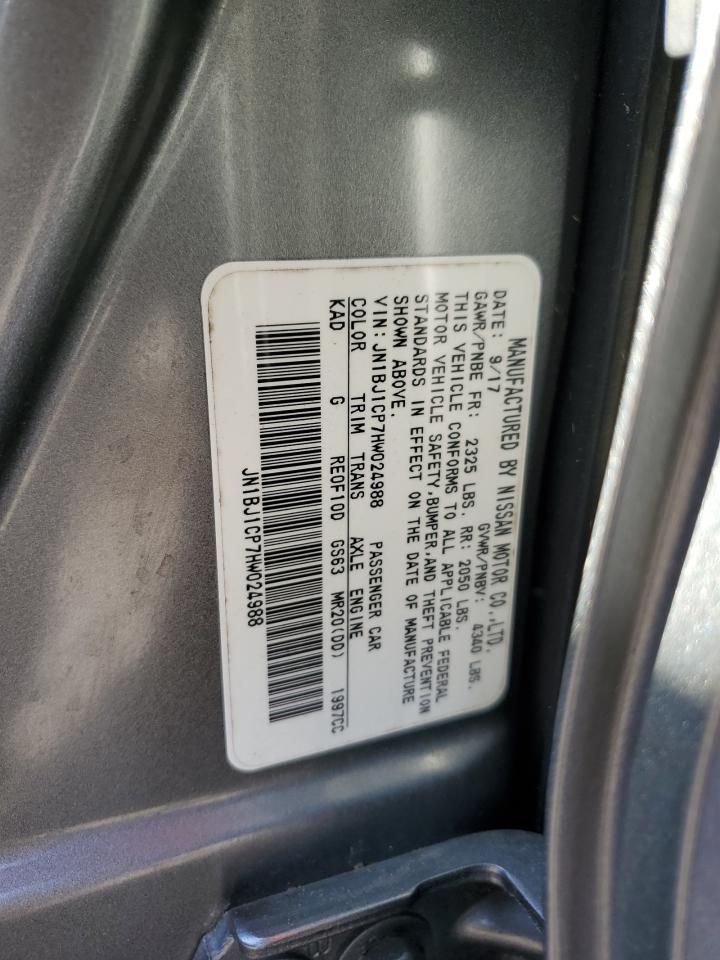 MANUFACTURED BY NISSAN MOTOR CO.,LTD.
DATE: 9/17 GVWR/PNBV: 4340 LBS.
GAWR/PNBE FR: 2325 LBS. RR: 2050 LBS.
THIS VEHICLE CONFORMS TO ALL APPLICABLE FEDERAL
MOTOR VEHICLE SAFETY,BUMPER,AND THEFT PREVENTION
STANDARDS IN EFFECT ON THE DATE OF MANUFACTURE
SHOWN ABOVE.
VIN: JN1BJ1CP7HW024988 PASSENGER CAR
COLOR TRIM TRANS AXLE ENGINE
KAD G RE0F10D GS63 MR20(DD) 1997CC
JN1BJ1CP7HW024988